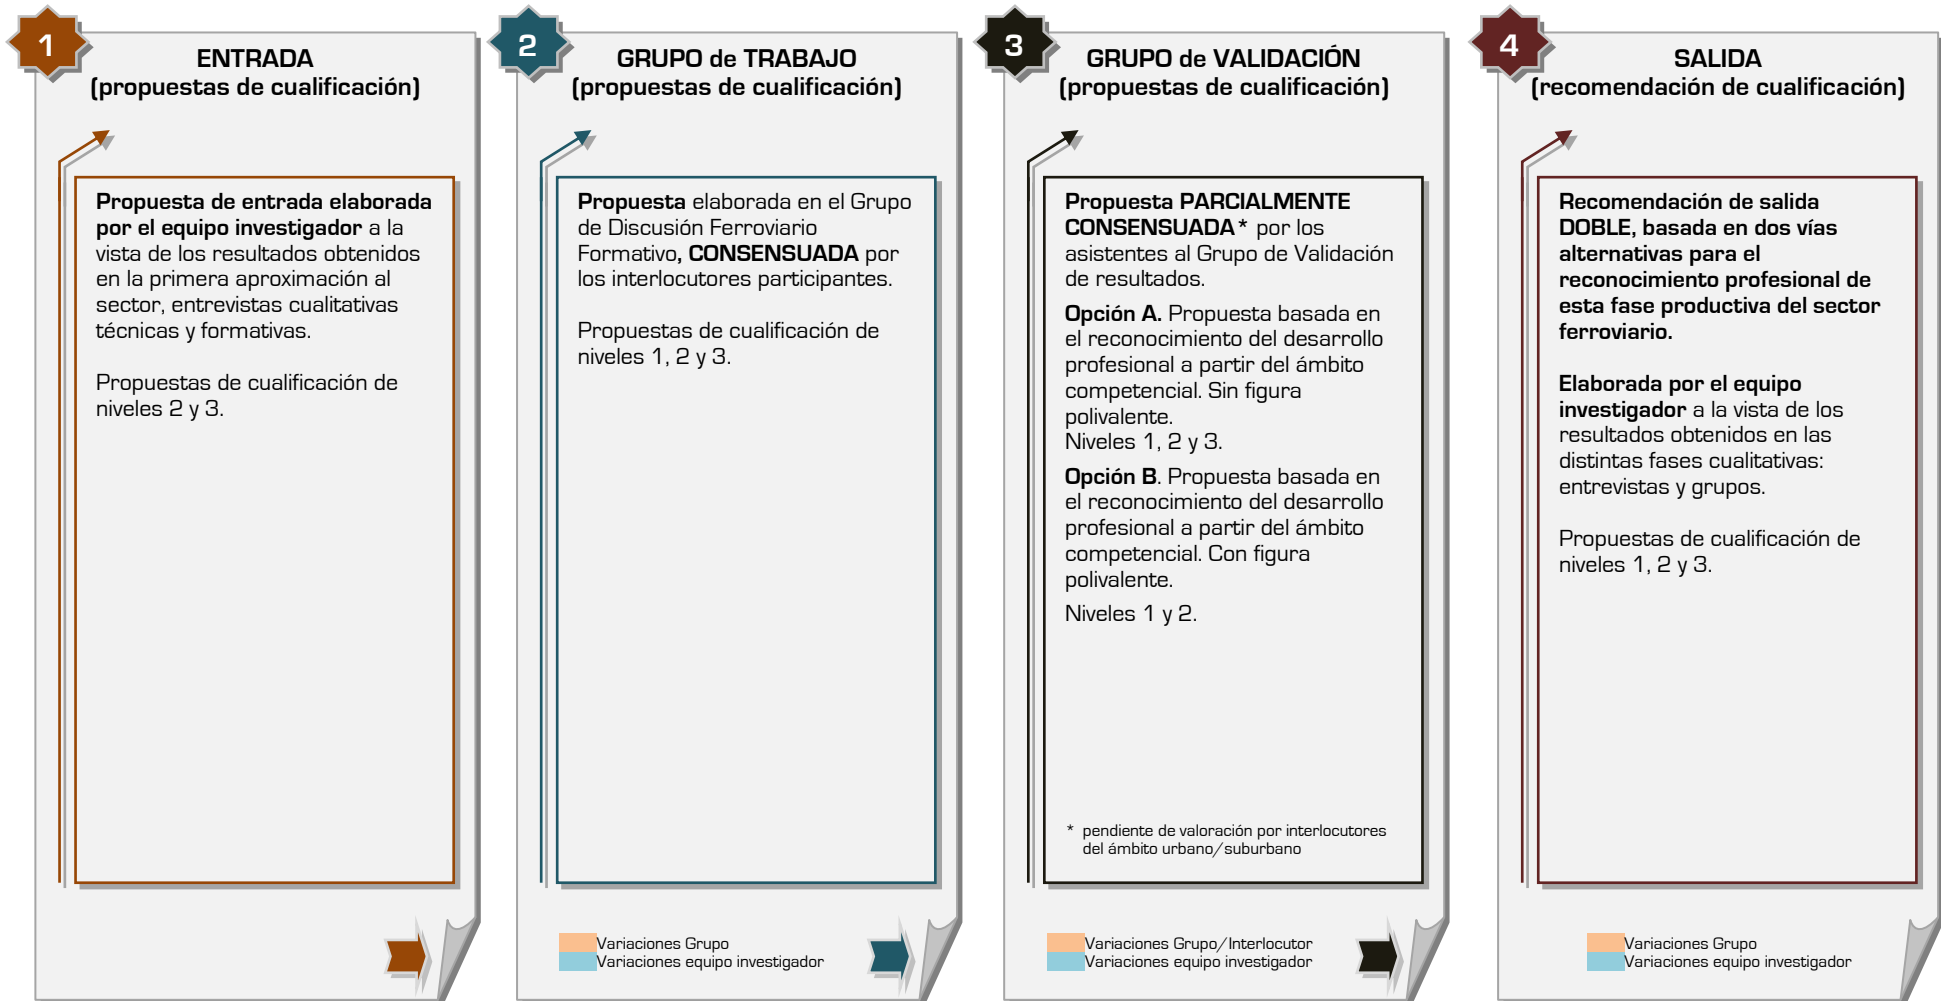 1
ENTRADA
(propuestas de cualificación)
Propuesta de entrada elaborada
por el equipo investigador a la
vista de los resultados obtenidos
en la primera aproximación al
sector, entrevistas cualitativas
técnicas y formativas.
Propuestas de cualificación de
niveles 2 y 3.
2
GRUPO de TRABAJO
(propuestas de cualificación)
Propuesta elaborada en el Grupo
de Discusión Ferroviario
Formativo, CONSENSUADA por
los interlocutores participantes.
Propuestas de cualificación de
niveles 1, 2 y 3.
Variaciones Grupo
Variaciones equipo investigador
3
GRUPO de VALIDACIÓN
(propuestas de cualificación)
Propuesta PARCIALMENTE
CONSENSUADA* por los
asistentes al Grupo de Validación
de resultados.
Opción A. Propuesta basada en
el reconocimiento del desarrollo
profesional a partir del ámbito
competencial. Sin figura
polivalente.
Niveles 1, 2 y 3.
Opción B. Propuesta basada en
el reconocimiento del desarrollo
profesional a partir del ámbito
competencial. Con figura
polivalente.
Niveles 1 y 2.
* pendiente de valoración por interlocutores
del ámbito urbano/suburbano
Variaciones Grupo/Interlocutor
Variaciones equipo investigador
4
SALIDA
(recomendación de cualificación)
Recomendación de salida
DOBLE, basada en dos vías
alternativas para el
reconocimiento profesional de
esta fase productiva del sector
ferroviario.
Elaborada por el equipo
investigador a la vista de los
resultados obtenidos en las
distintas fases cualitativas:
entrevistas y grupos.
Propuestas de cualificación de
niveles 1, 2 y 3.
Variaciones Grupo
Variaciones equipo investigador